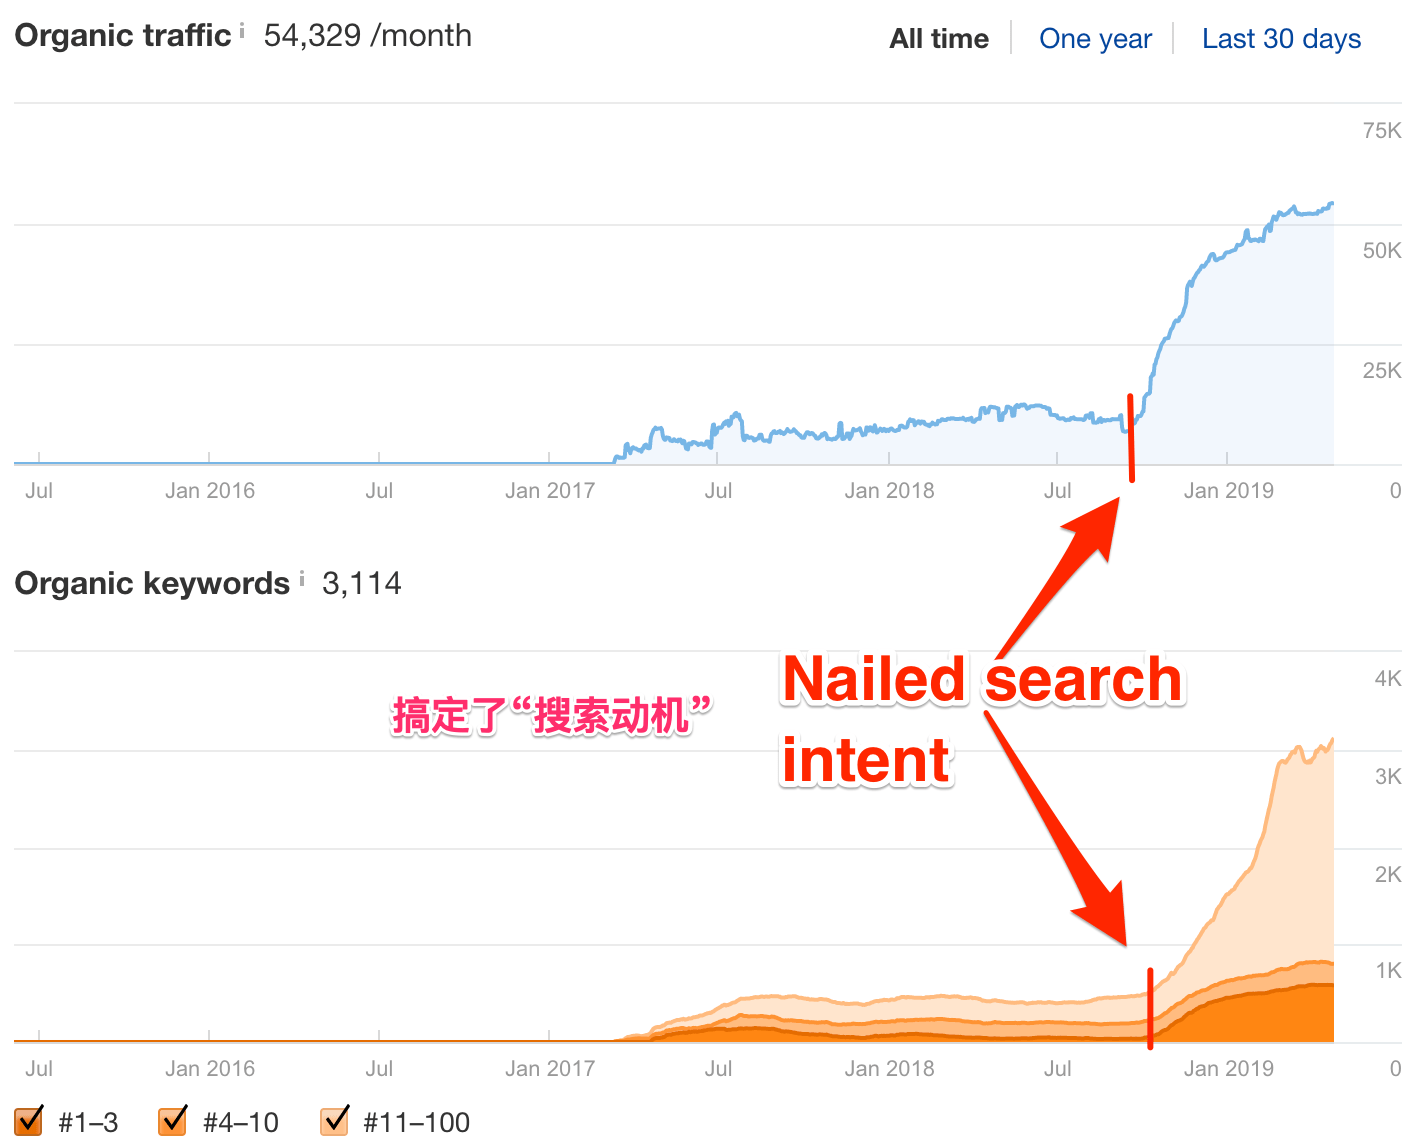 Organic traffic i 54,329 /month
All time One year Last 30 days
75K
50K
25K
Jul Jan 2016 Jul Jan 2017 Jul Jan 2018 Jul Jan 2019 0
Organic keywords i 3,114
4K
Nailed search
搞定了“搜索动机”
intent
3K
2K
1K
Jul Jan 2016 Jul Jan 2017 Jul Jan 2018 Jul Jan 2019 0
#1–3 #4–10 #11–100